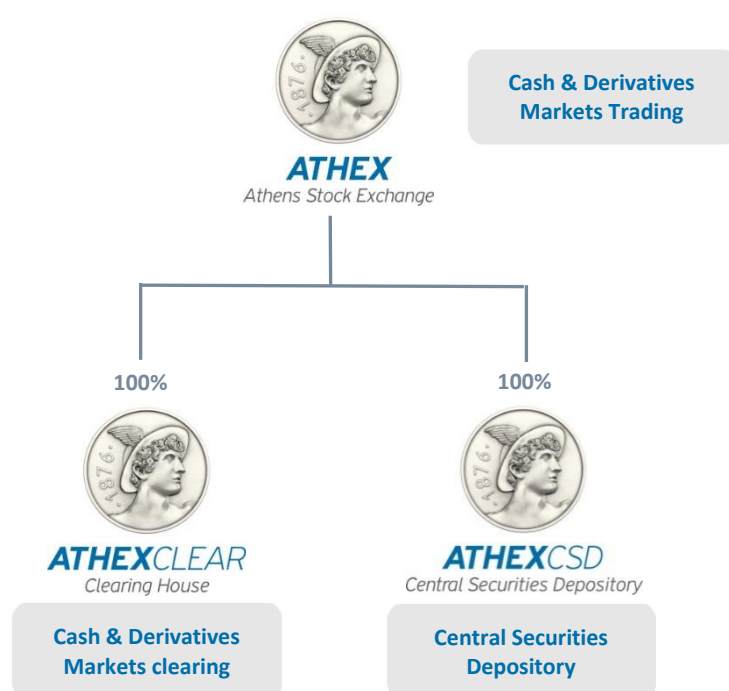 ·1876·
Cash & Derivatives
Markets Trading
ATHEX
Athens Stock Exchange
100%
100%
·1876·
·1876·
ATHEXCLEAR
Clearing House
ATHEXCSD
Central Securities Depository
Cash & Derivatives
Markets clearing
Central Securities
Depository